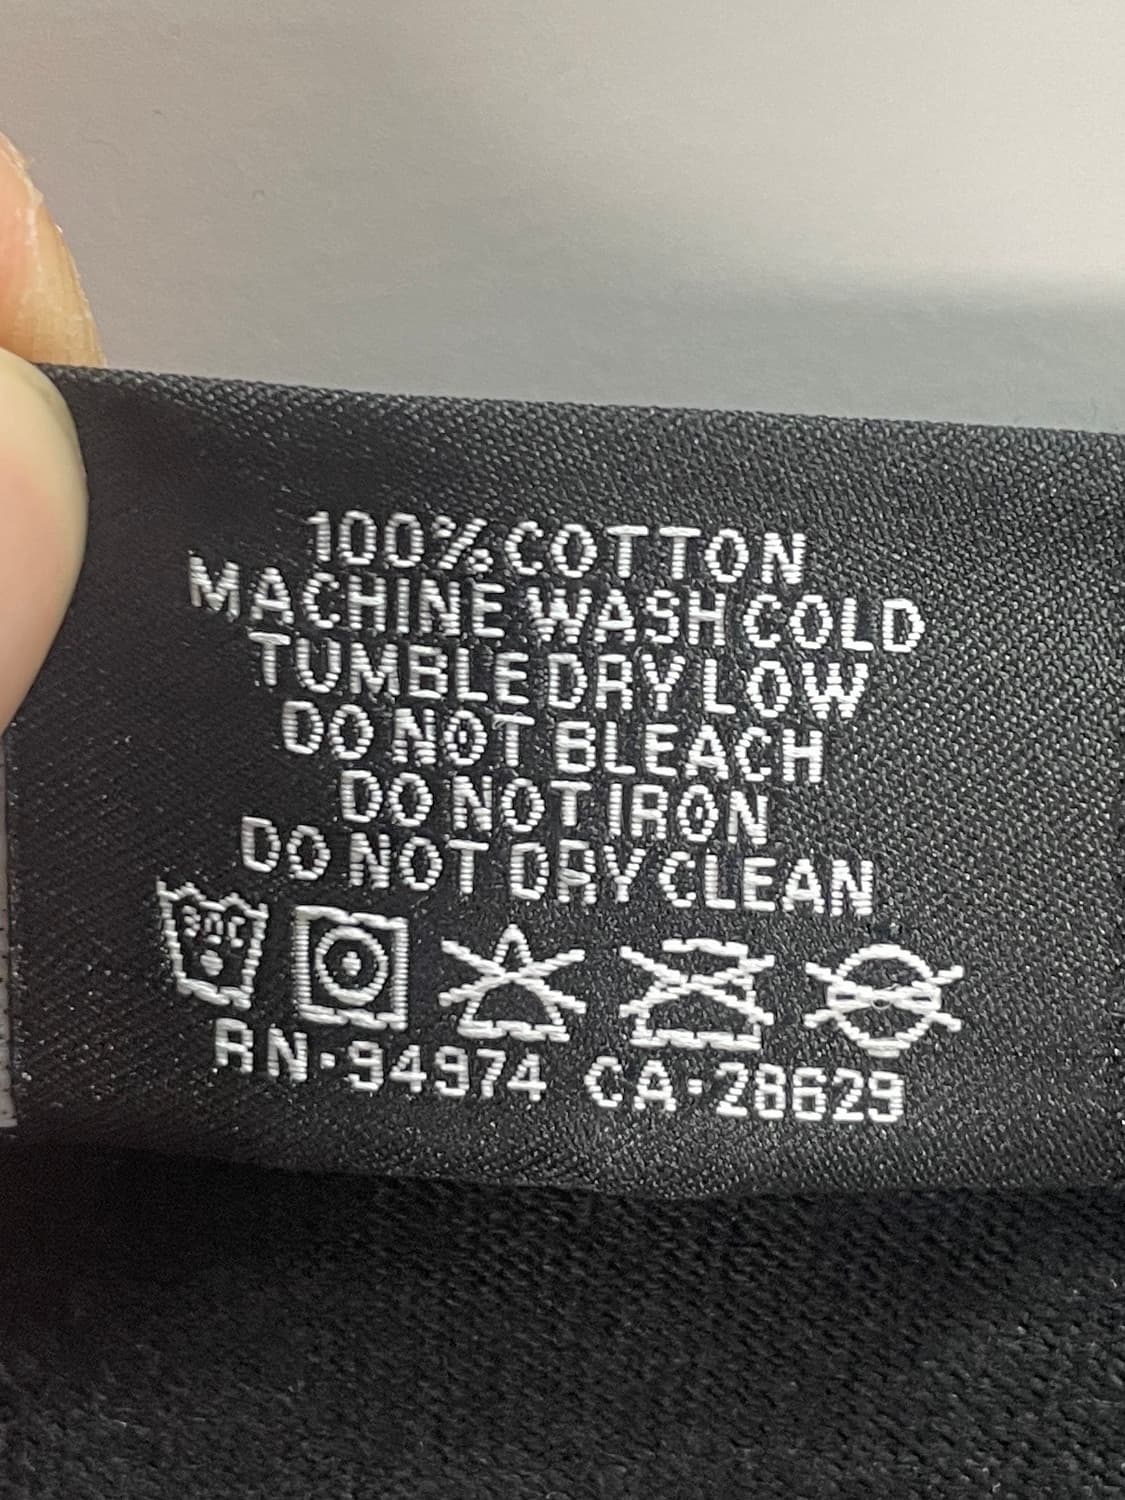 100% COTTON
MACHINE WASH COLD
TUMBLE DRY LOW
DO NOT BLEACH
DO NOT IRON
DO NOT DRY CLEAN
30°C
RN·94974 CA·28629